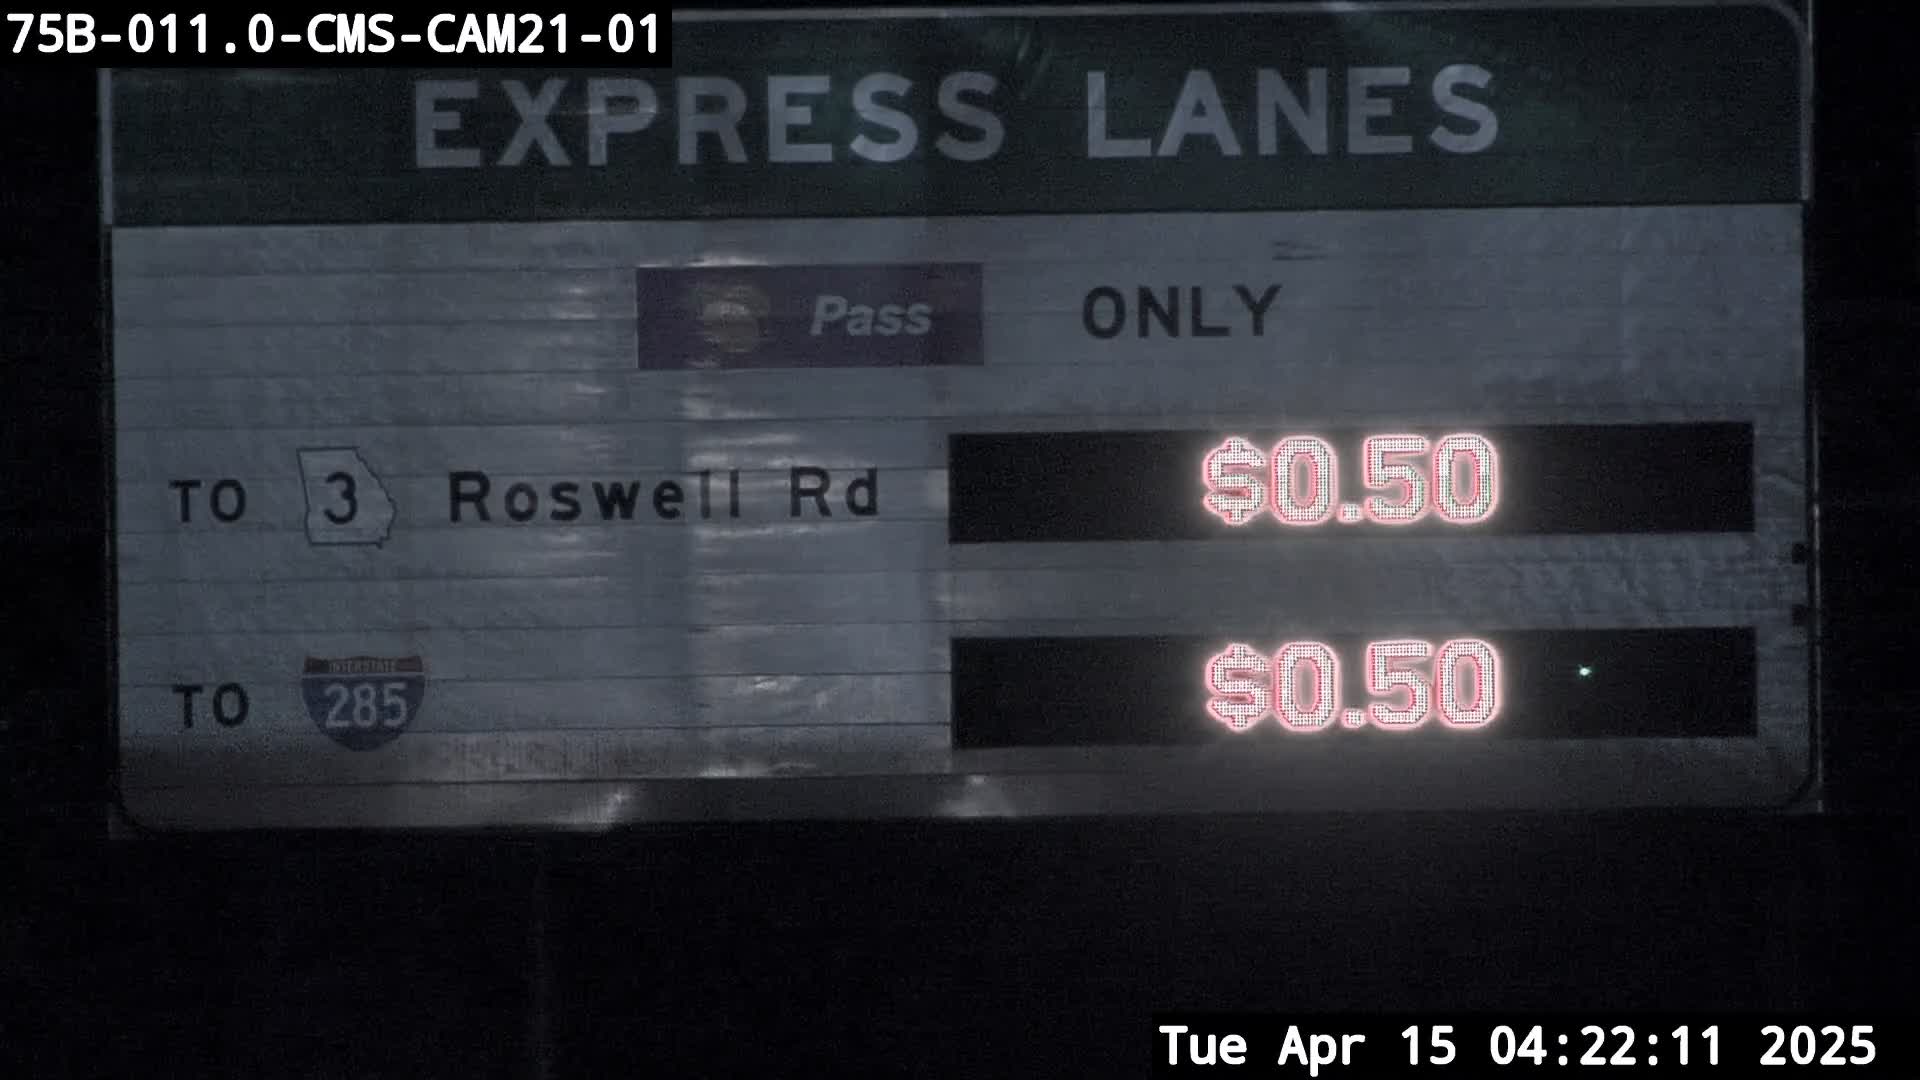 75B-011.0-CMS-CAM21-01
EXPRESS LANES
Pass ONLY
TO 3 Roswell Rd $0.50
TO INTERSTATE 285 $0.50
Tue Apr 15 04:22:11 2025